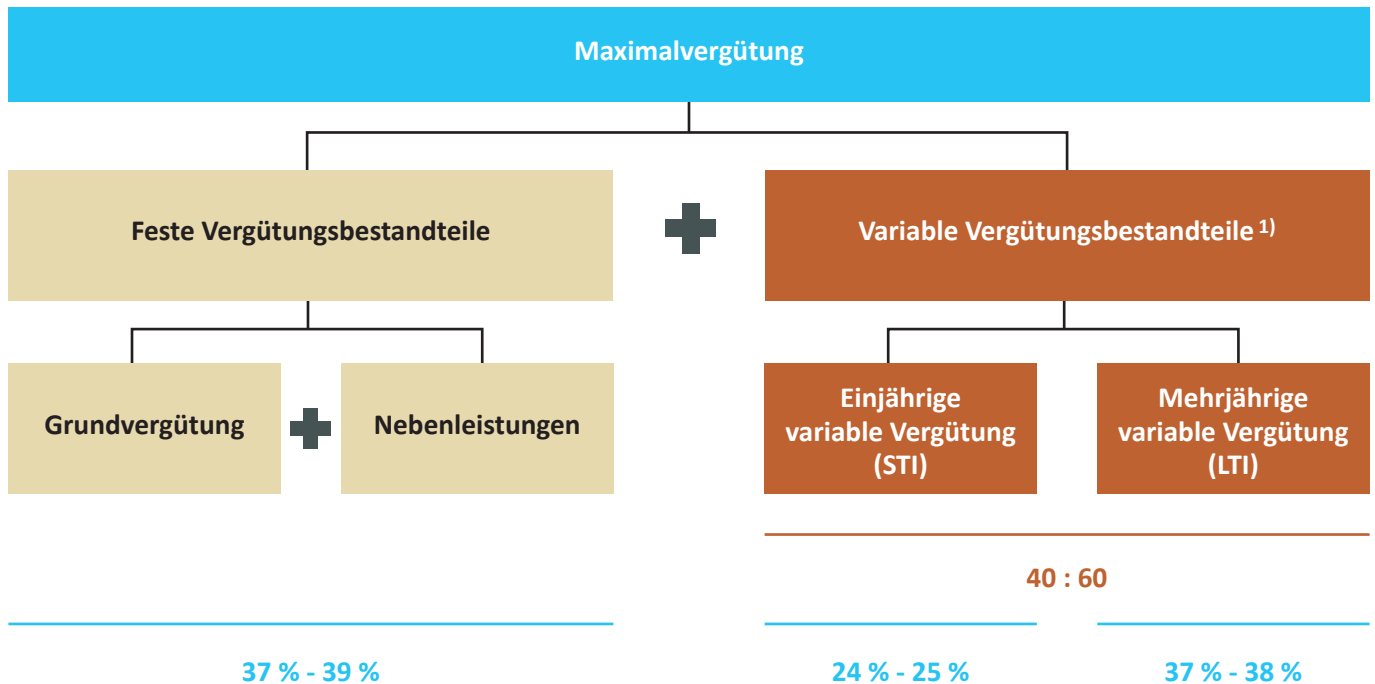 Maximalvergütung
Feste Vergütungsbestandteile
Variable Vergütungsbestandteile 1)
Grundvergütung
Nebenleistungen
Einjährige
variable Vergütung
(STI)
Mehrjährige
variable Vergütung
(LTI)
40 : 60
37 % - 39 %
24 % - 25 %
37 % - 38 %